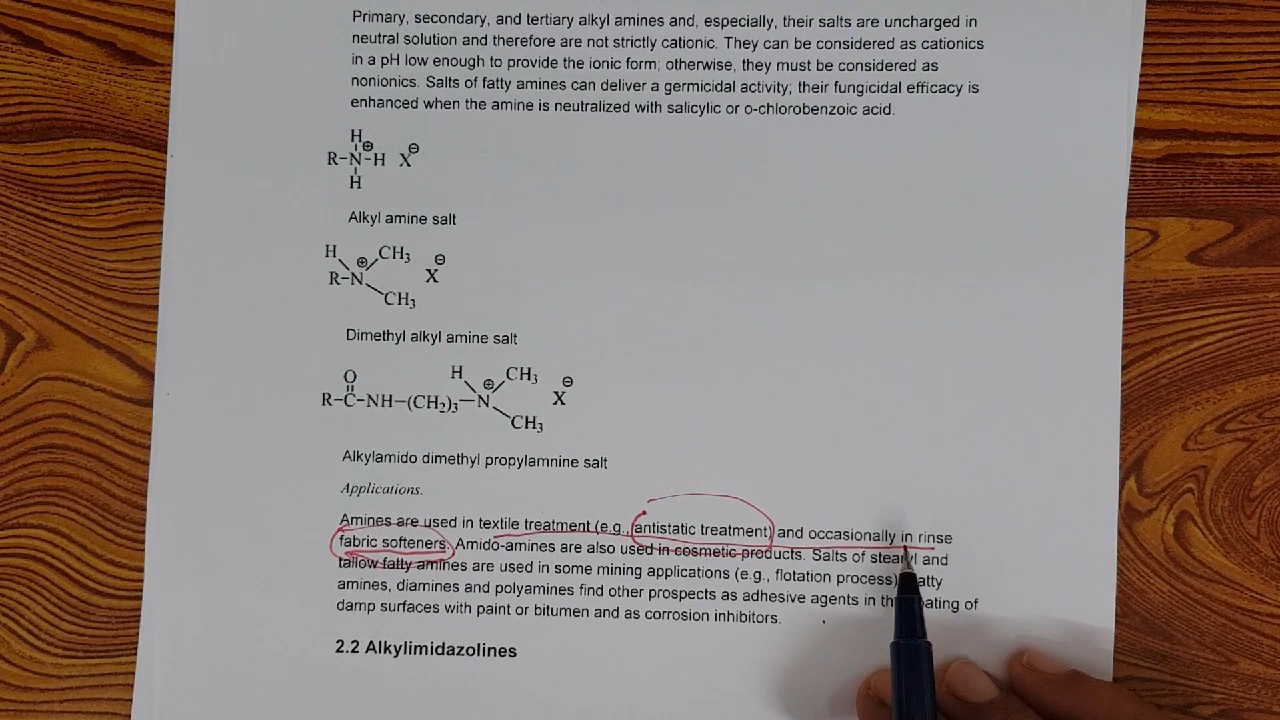 Primary, secondary, and tertiary alkyl amines and, especially, their salts are uncharged in
neutral solution and therefore are not strictly cationic. They can be considered as cationics
in a pH low enough to provide the ionic form; otherwise, they must be considered as
nonionics. Salts of fatty amines can deliver a germicidal activity; their fungicidal efficacy is
enhanced when the amine is neutralized with salicylic or o-chlorobenzoic acid.
H
⊕
R-N-H X⊖
H
Alkyl amine salt
H ⊕ CH₃ ⊖
R-N X
CH₃
Dimethyl alkyl amine salt
O H ⊕ CH₃ ⊖
R-C-NH-(CH₂)₃-N X
CH₃
Alkylamido dimethyl propylamnine salt
Applications.
Amines are used in textile treatment (e.g., antistatic treatment) and occasionally in rinse
fabric softeners. Amido-amines are also used in cosmetic products. Salts of stearyl and
tallow fatty amines are used in some mining applications (e.g., flotation process)
amines, diamines and polyamines find other prospects as adhesive agents in of
damp surfaces with paint or bitumen and as corrosion inhibitors.
2.2 Alkylimidazolines